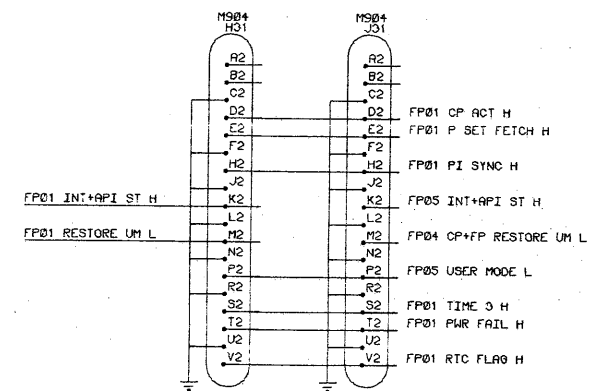 M904 M904
H31 J31
A2 A2
B2 B2
C2 C2
D2 D2 FP01 CP ACT H
E2 E2 FP01 P SET FETCH H
F2 F2
H2 H2 FP01 PI SYNC H
J2 J2
FP01 INT+API ST H K2 K2 FP05 INT+API ST H
L2 L2
FP01 RESTORE UM L M2 M2 FP04 CP+FP RESTORE UM L
N2 N2
P2 P2 FP05 USER MODE L
R2 R2
S2 S2 FP01 TIME 3 H
T2 T2 FP01 PWR FAIL H
U2 U2
V2 V2 FP01 RTC FLAG H